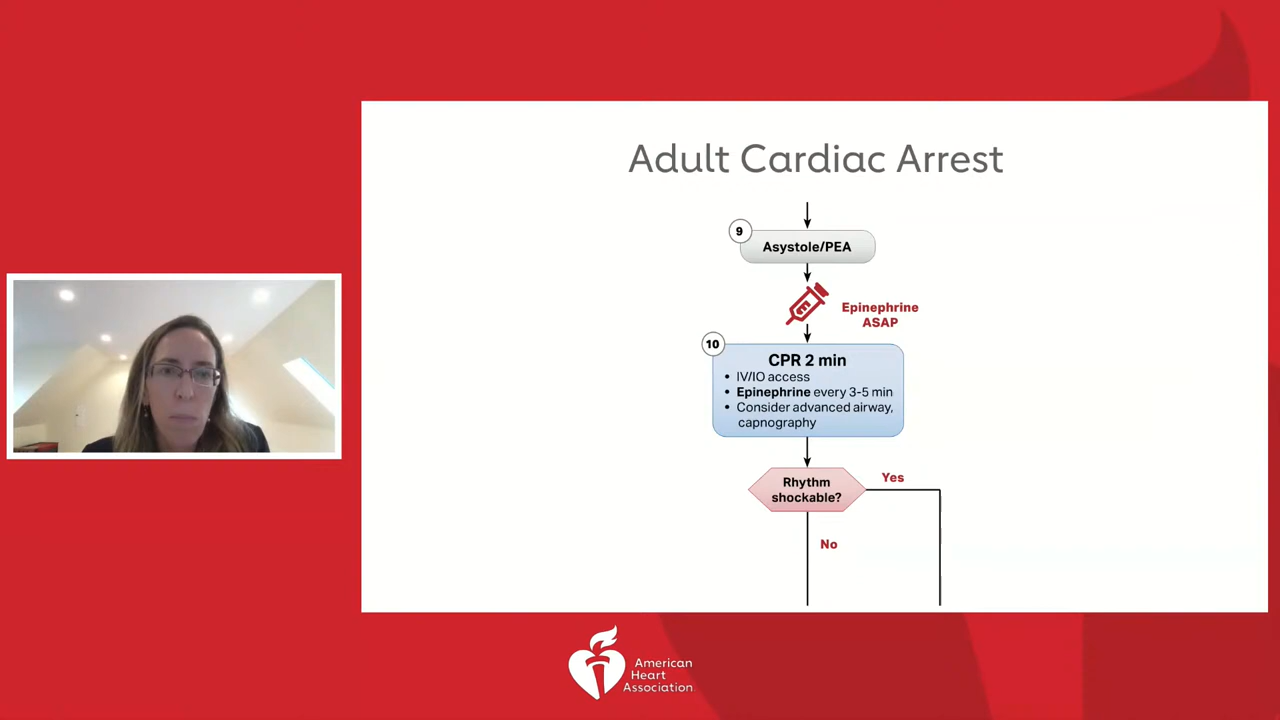 Adult Cardiac Arrest
9
Asystole/PEA
Epinephrine
ASAP
10
CPR 2 min
• IV/IO access
• Epinephrine every 3-5 min
• Consider advanced airway,
capnography
Rhythm
shockable?
Yes
No
American
Heart
Association.